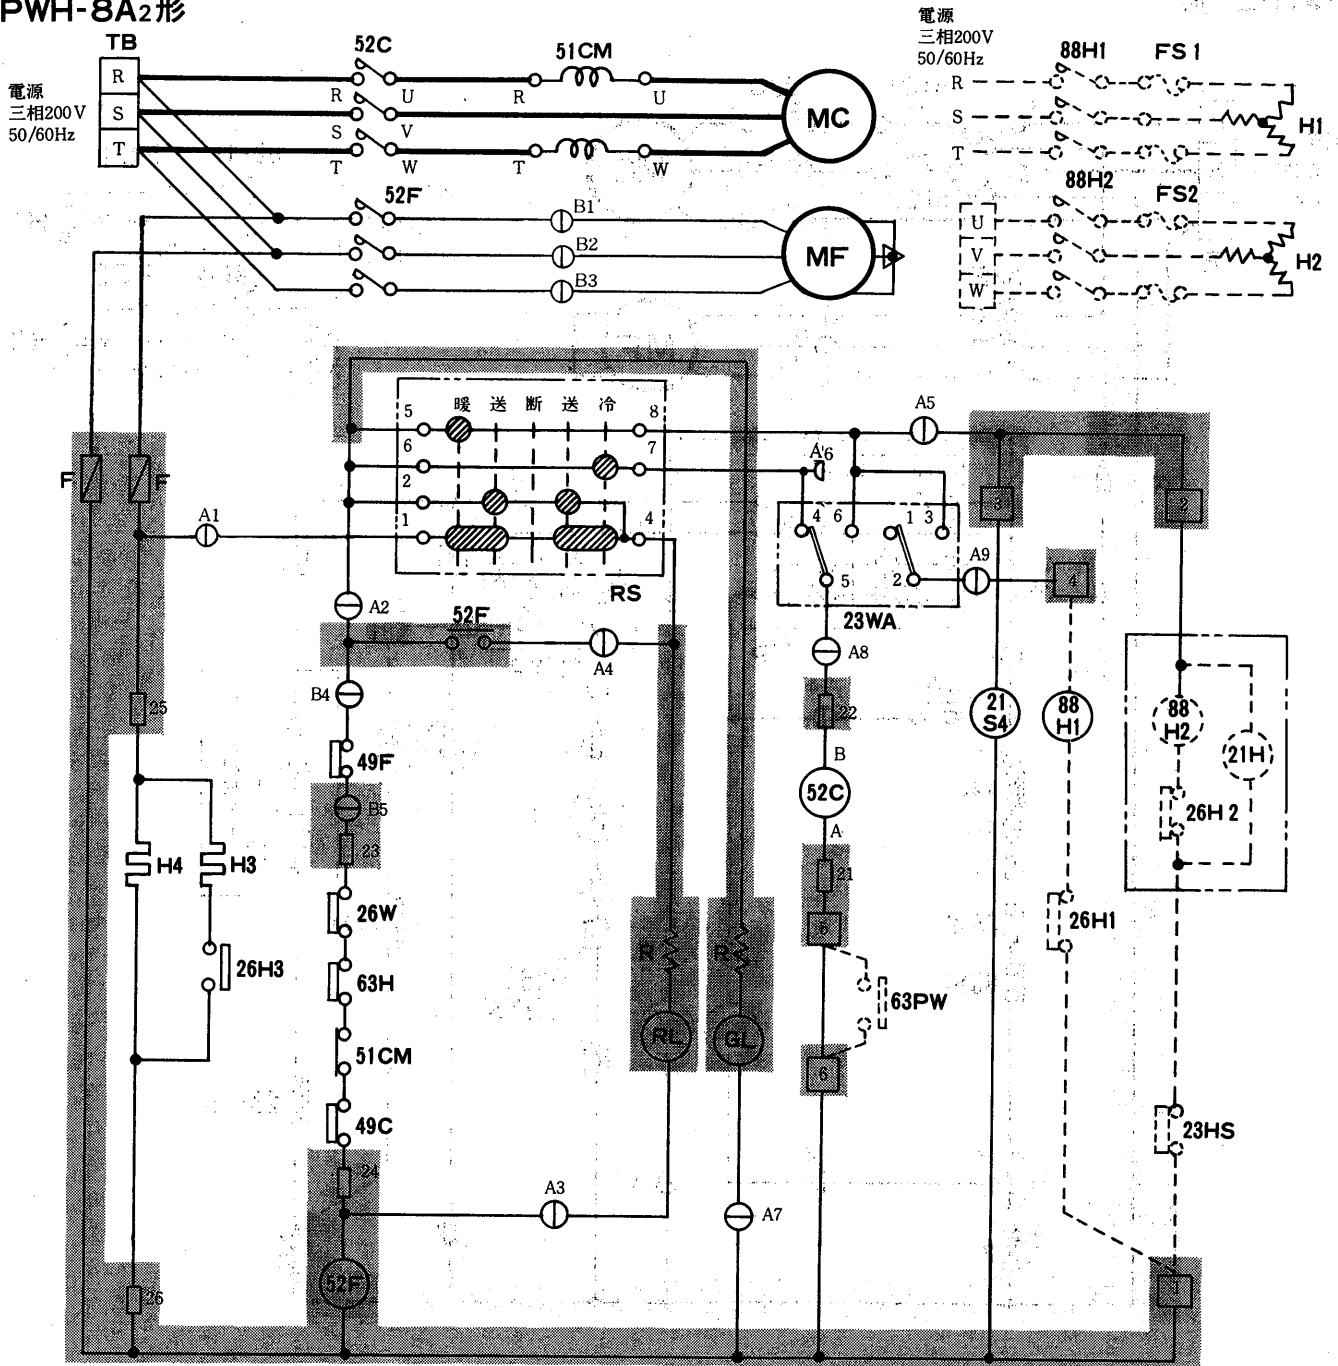 PWH-8A₂形
TB
電源
三相200V
50/60Hz
R
S
T
52C
R
U
S
V
T
W
51CM
R
U
T
W
MC
52F
B1
B2
B3
MF
電源
三相200V
50/60Hz
R
S
T
88H1
FS1
H1
88H2
FS2
U
V
W
H2
暖 送 断 送 冷
5
8
6
7
2
1
4
RS
F
F
A1
A2
52F
A4
A5
A6
4
6
1
3
5
2
23WA
A9
3
2
4
A8
B4
25
49F
B5
23
22
B
52C
A
21
21
S4
88
H1
88
H2
21H
26H2
H4
H3
26W
26H3
63H
51CM
49C
24
R
R
RL
GL
6
63PW
6
26H1
23HS
A3
A7
52F
26
1